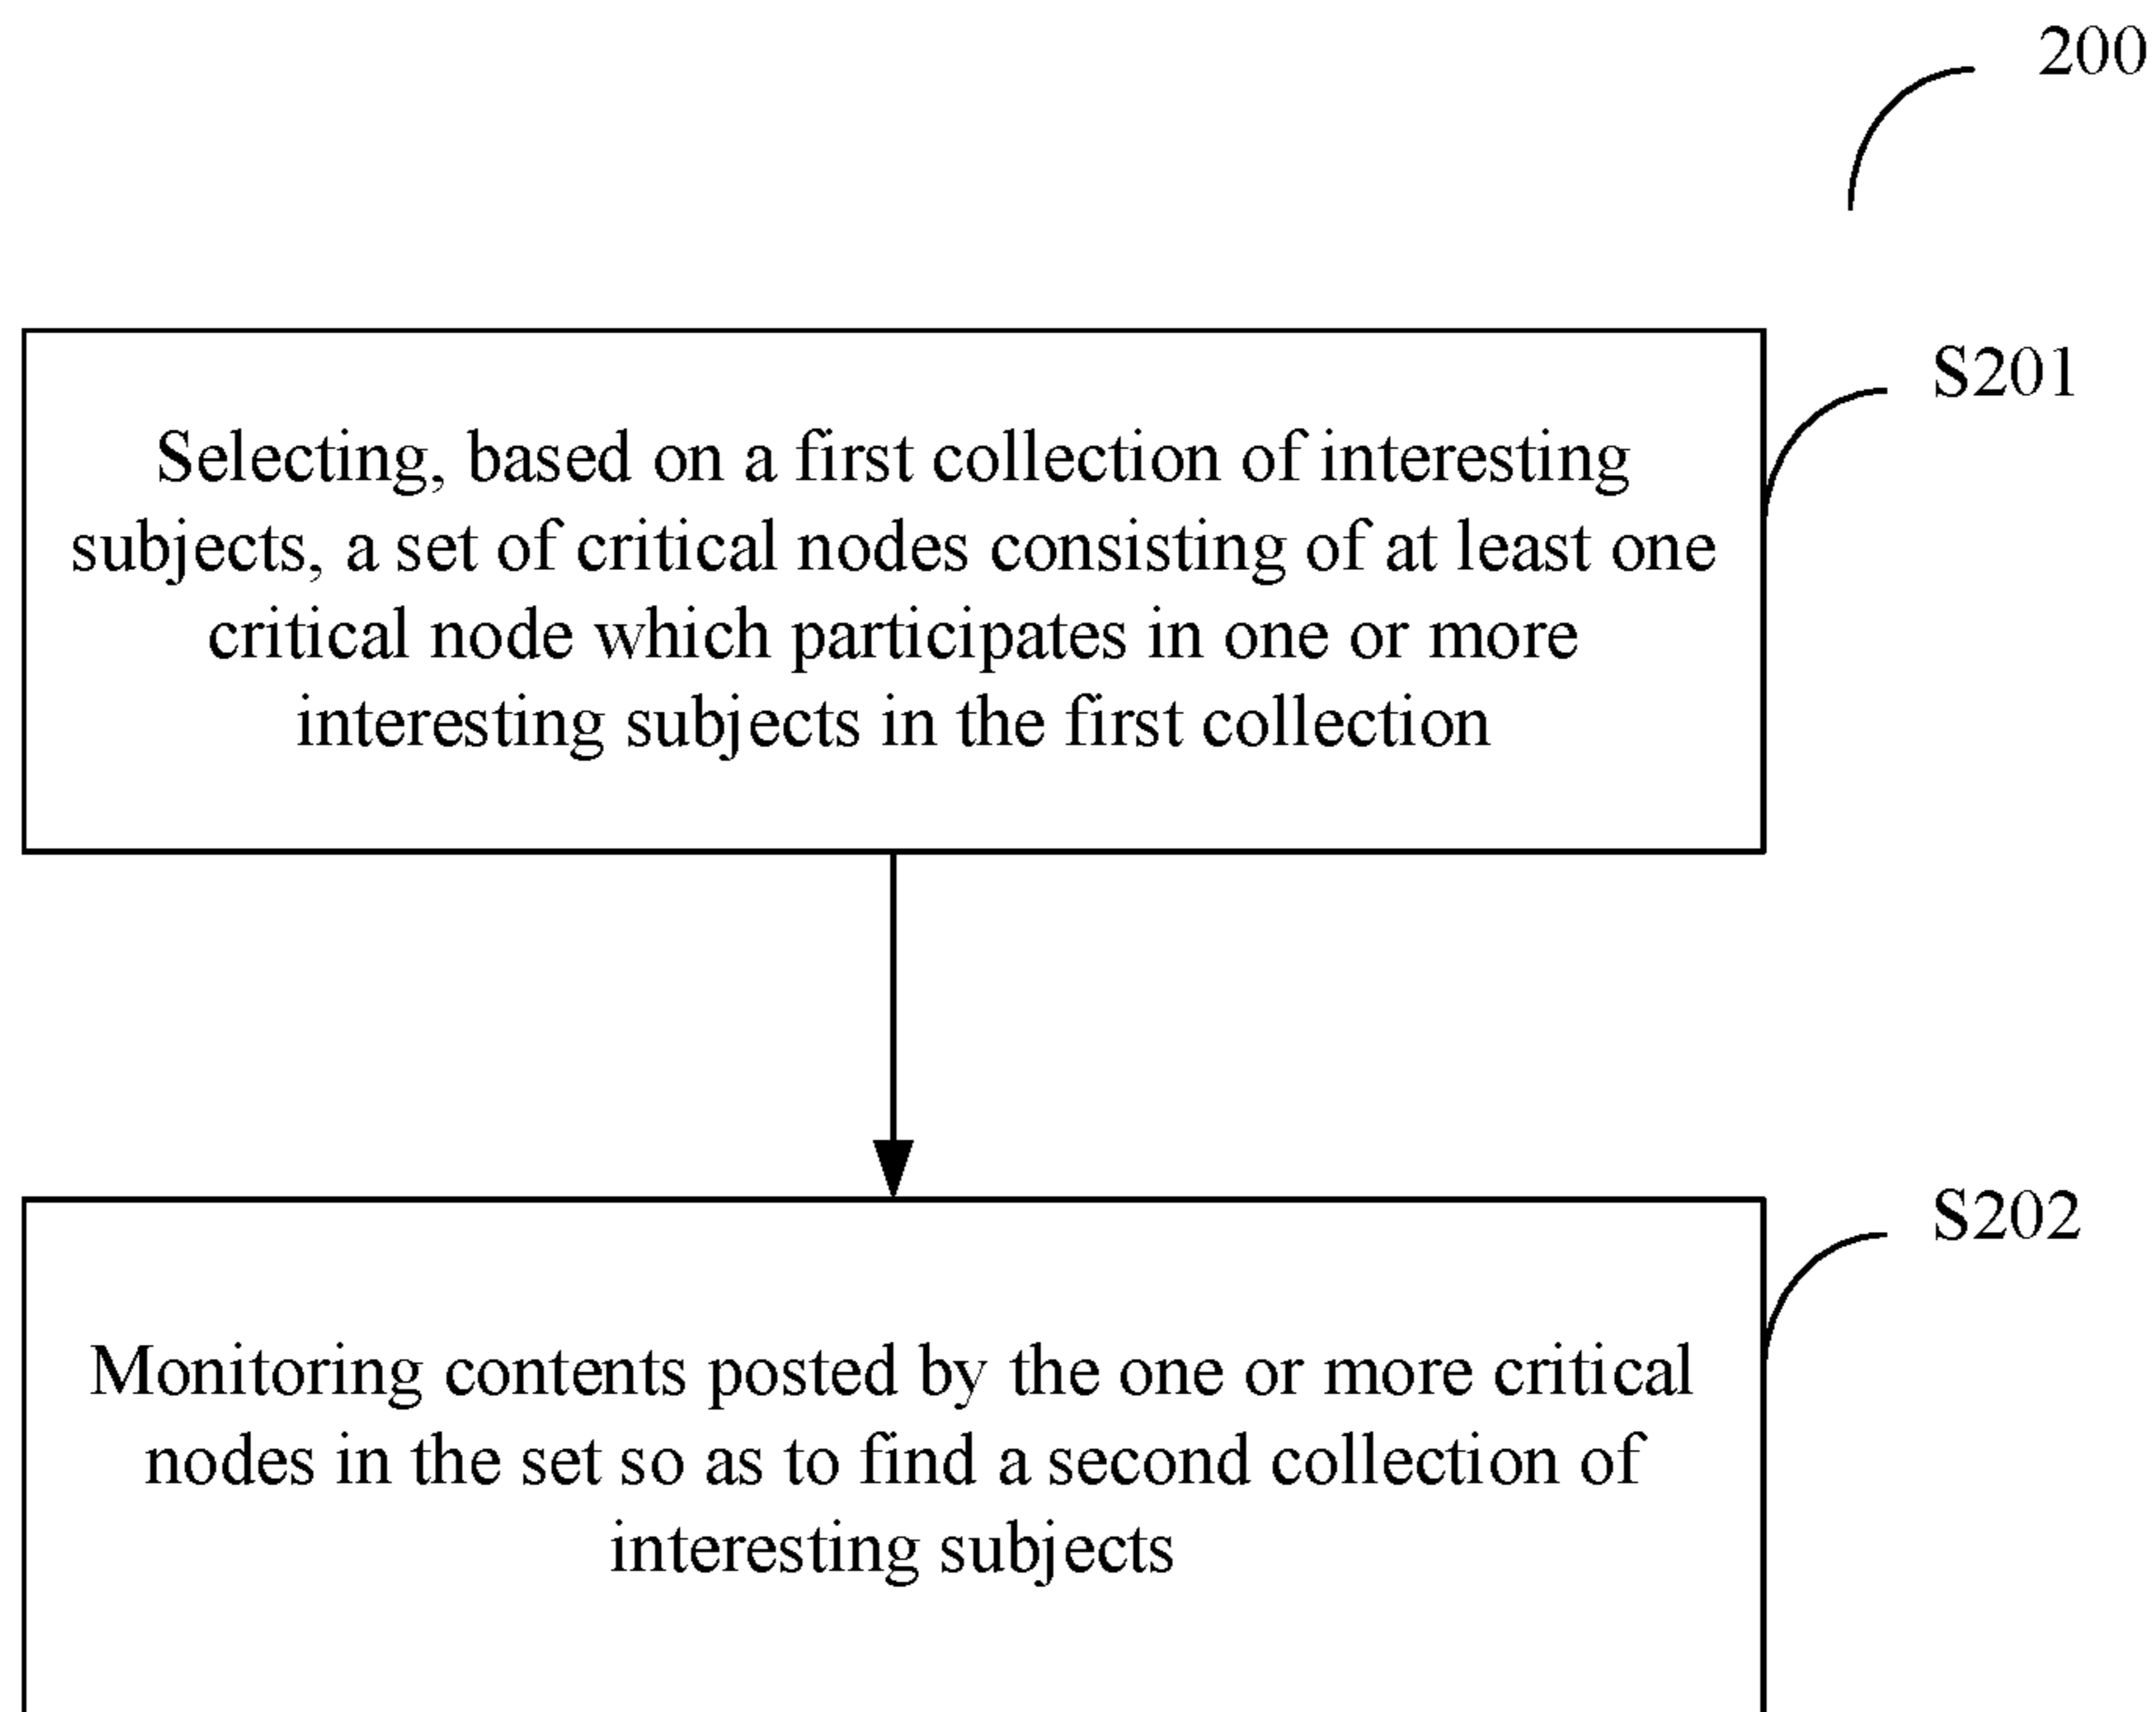 200
S201
Selecting, based on a first collection of interesting
subjects, a set of critical nodes consisting of at least one
critical node which participates in one or more
interesting subjects in the first collection
S202
Monitoring contents posted by the one or more critical
nodes in the set so as to find a second collection of
interesting subjects